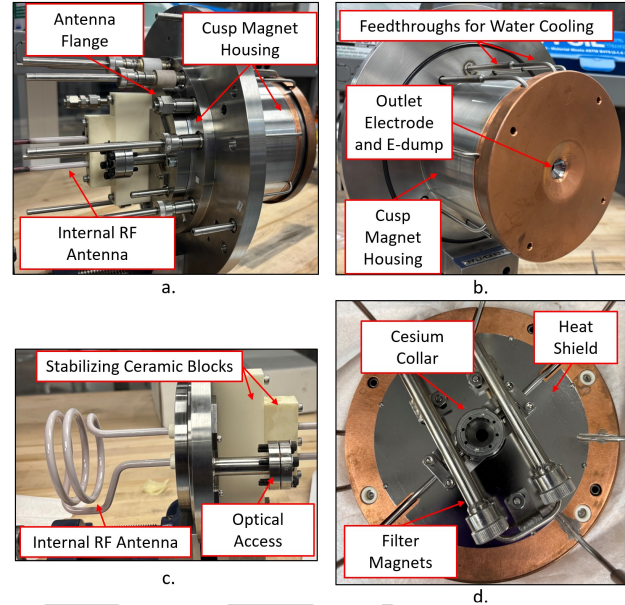 Antenna
Flange
Cusp Magnet
Housing
Internal RF
Antenna
a.
Feedthroughs for Water Cooling
FOIL
Outlet
Electrode
and E-dump
Cusp
Magnet
Housing
b.
Stabilizing Ceramic Blocks
Internal RF Antenna
Optical
Access
c.
Cesium
Collar
Heat
Shield
Filter
Magnets
d.